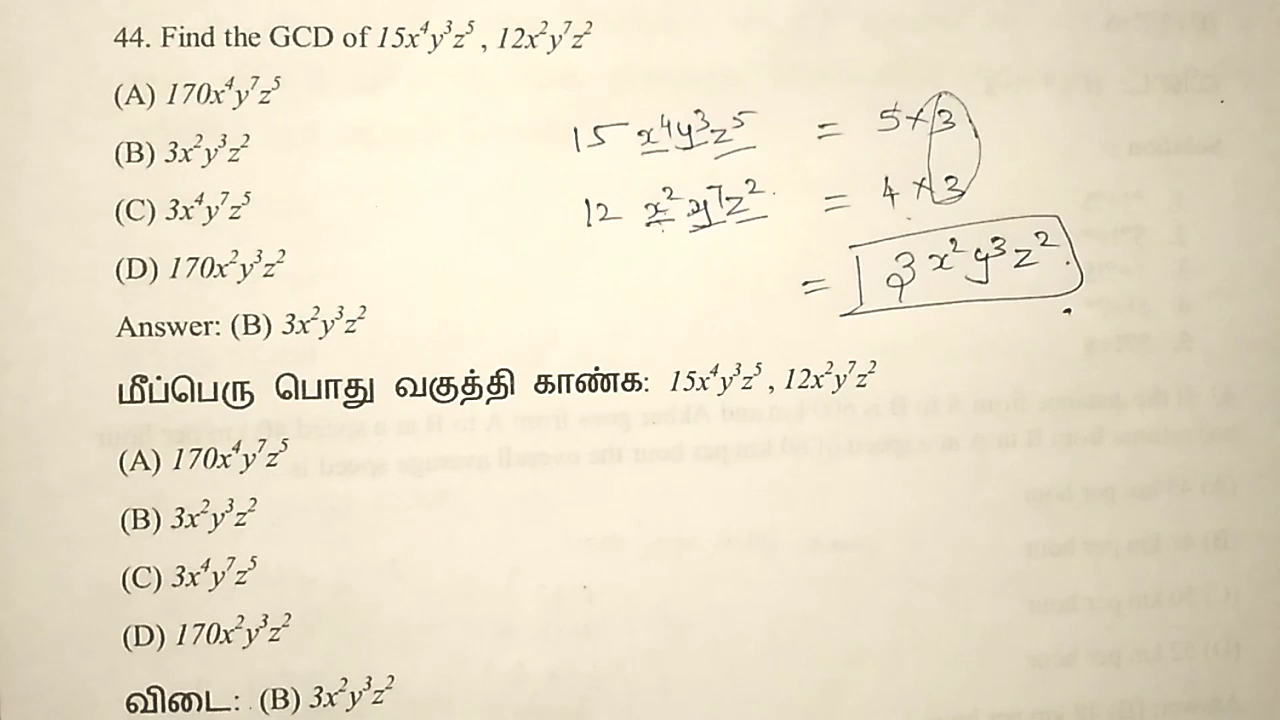 44. Find the GCD of 15x⁴y³z⁵ , 12x²y⁷z²
(A) 170x⁴y⁷z⁵
(B) 3x²y³z²
(C) 3x⁴y⁷z⁵
(D) 170x²y³z²
Answer: (B) 3x²y³z²
15 x⁴y³z⁵ = 5×3
12 x²y⁷z² = 4×3
= 3x²y³z².
மீப்பெரு பொது வகுத்தி காண்க: 15x⁴y³z⁵ , 12x²y⁷z²
(A) 170x⁴y⁷z⁵
(B) 3x²y³z²
(C) 3x⁴y⁷z⁵
(D) 170x²y³z²
விடை: (B) 3x²y³z²